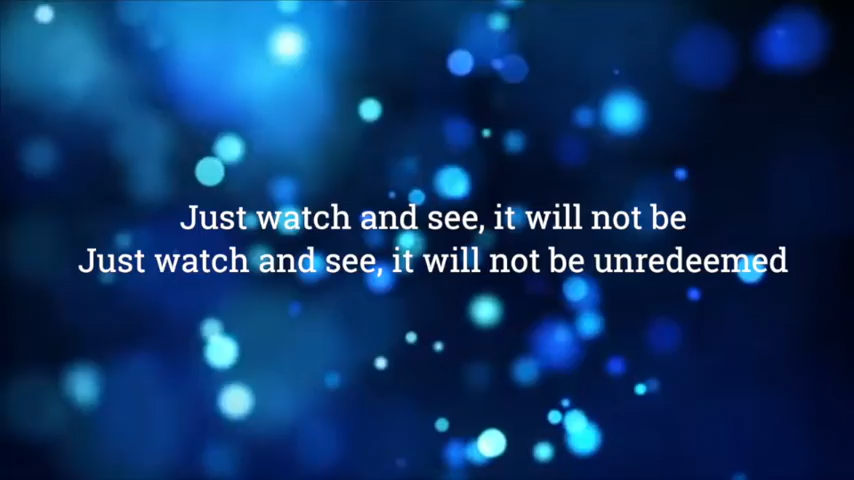 Just watch and see, it will not be
Just watch and see, it will not be unredeemed